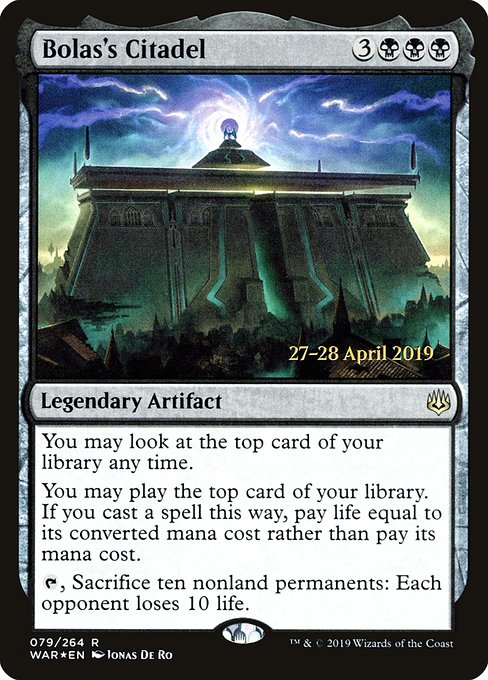 Bolas's Citadel 3
27–28 April 2019
Legendary Artifact
You may look at the top card of your
library any time.
You may play the top card of your library.
If you cast a spell this way, pay life equal to
its converted mana cost rather than pay its
mana cost.
, Sacrifice ten nonland permanents: Each
opponent loses 10 life.
079/264 R
WAR★EN Jonas De Ro
™ & © 2019 Wizards of the Coast